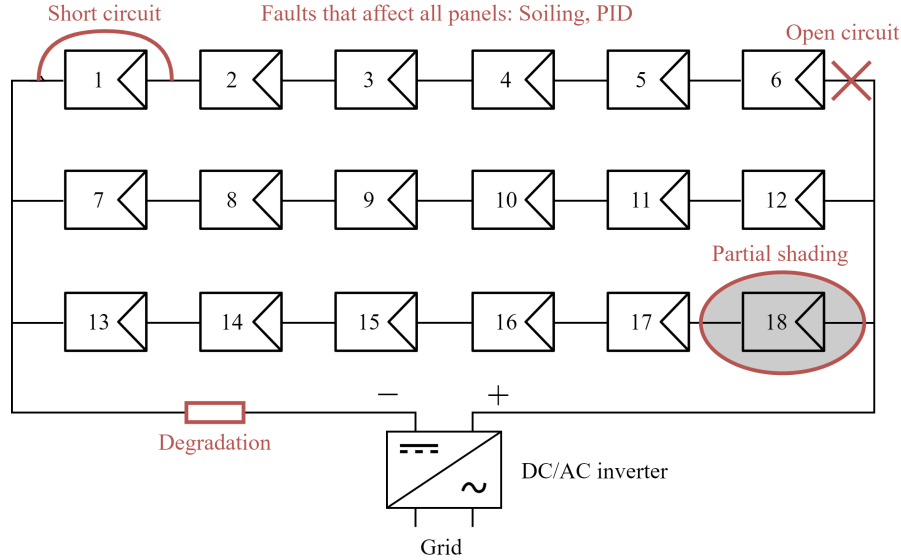 Short circuit
Faults that affect all panels: Soiling, PID
Open circuit
1 2 3 4 5 6
7 8 9 10 11 12
Partial shading
13 14 15 16 17 18
− +
Degradation
DC/AC inverter
Grid